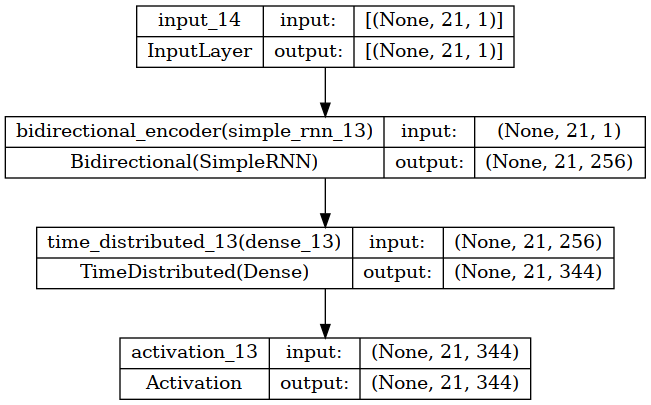 input_14 input: [(None, 21, 1)]
InputLayer output: [(None, 21, 1)]
bidirectional_encoder(simple_rnn_13) input: (None, 21, 1)
Bidirectional(SimpleRNN) output: (None, 21, 256)
time_distributed_13(dense_13) input: (None, 21, 256)
TimeDistributed(Dense) output: (None, 21, 344)
activation_13 input: (None, 21, 344)
Activation output: (None, 21, 344)